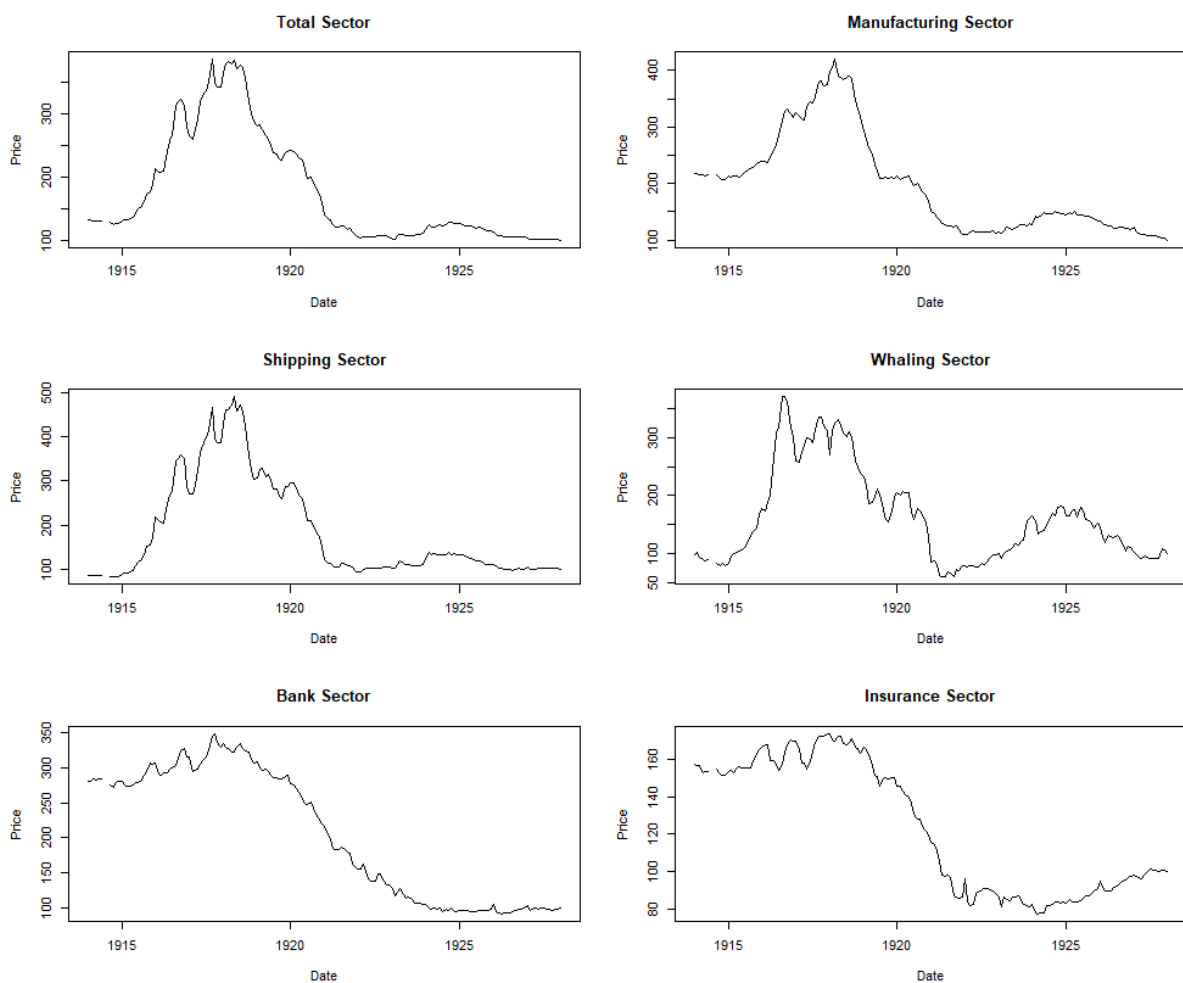 Total Sector
Price
100
200
300
1915
1920
1925
Date
Manufacturing Sector
Price
100
200
300
400
1915
1920
1925
Date
Shipping Sector
Price
100
200
300
400
500
1915
1920
1925
Date
Whaling Sector
Price
50
100
200
300
1915
1920
1925
Date
Bank Sector
Price
100
150
200
250
300
350
1915
1920
1925
Date
Insurance Sector
Price
80
100
120
140
160
1915
1920
1925
Date